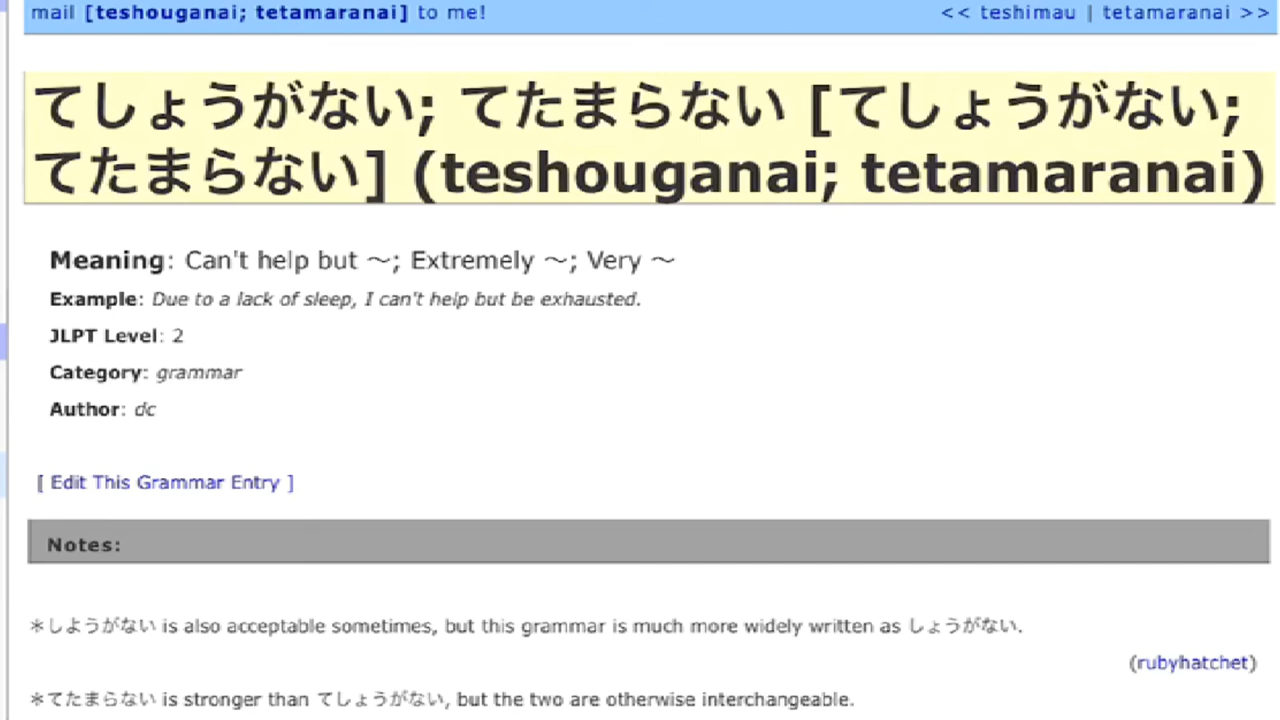 mail [teshouganai; tetamaranai] to me!
<< teshimau | tetamaranai >>
てしょうがない; てたまらない [てしょうがない;
てたまらない] (teshouganai; tetamaranai)
Meaning: Can't help but ～; Extremely ～; Very ～
Example: Due to a lack of sleep, I can't help but be exhausted.
JLPT Level: 2
Category: grammar
Author: dc
[ Edit This Grammar Entry ]
Notes:
＊しようがない is also acceptable sometimes, but this grammar is much more widely written as しょうがない.
(rubyhatchet)
＊てたまらない is stronger than てしょうがない, but the two are otherwise interchangeable.